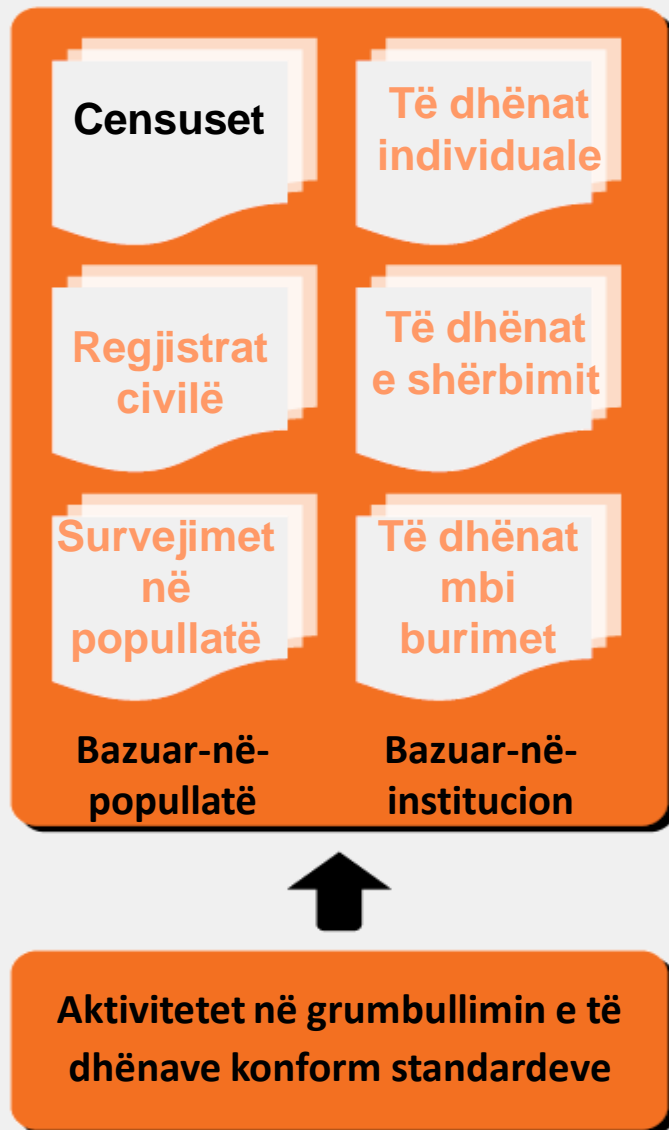 Censuset
Të dhënat
individuale
Regjistrat
civilë
Të dhënat
e shërbimit
Survejimet
në
popullatë
Të dhënat
mbi
burimet
Bazuar-në-
popullatë
Bazuar-në-
institucion
Aktivitetet në grumbullimin e të
dhënave konform standardeve